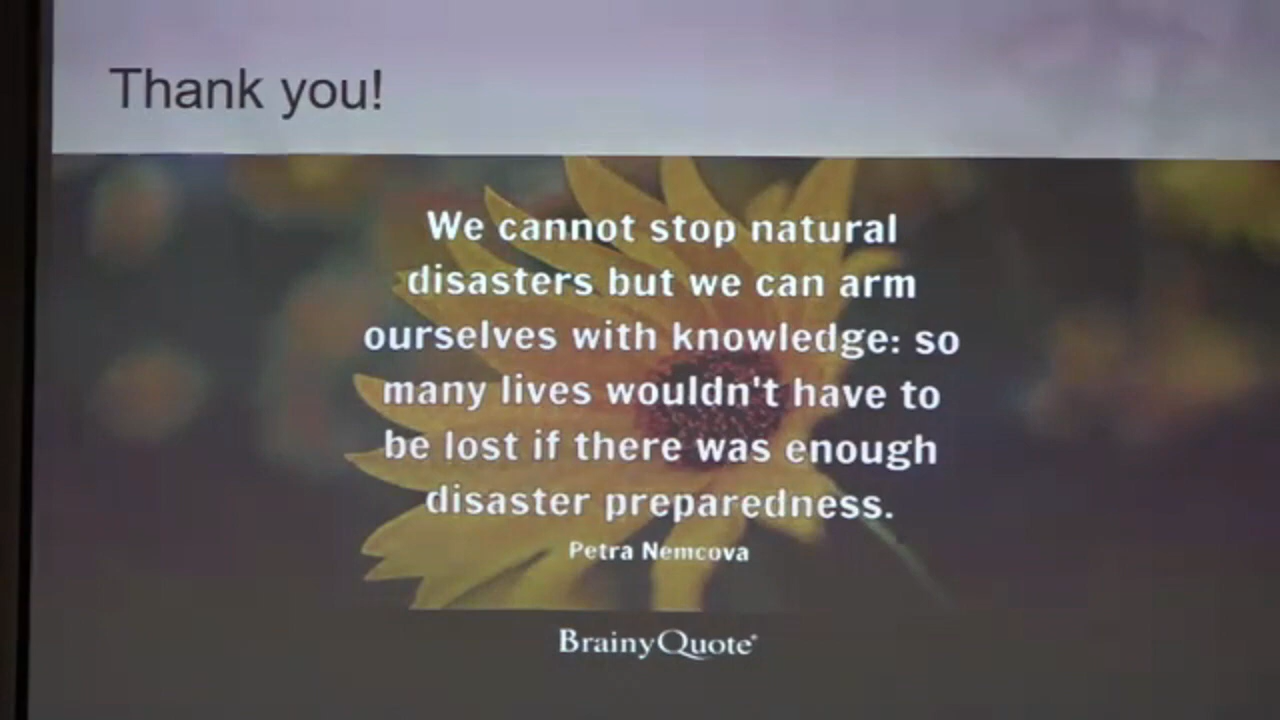 Thank you!
We cannot stop natural
disasters but we can arm
ourselves with knowledge: so
many lives wouldn't have to
be lost if there was enough
disaster preparedness.
Petra Nemcova
BrainyQuote®